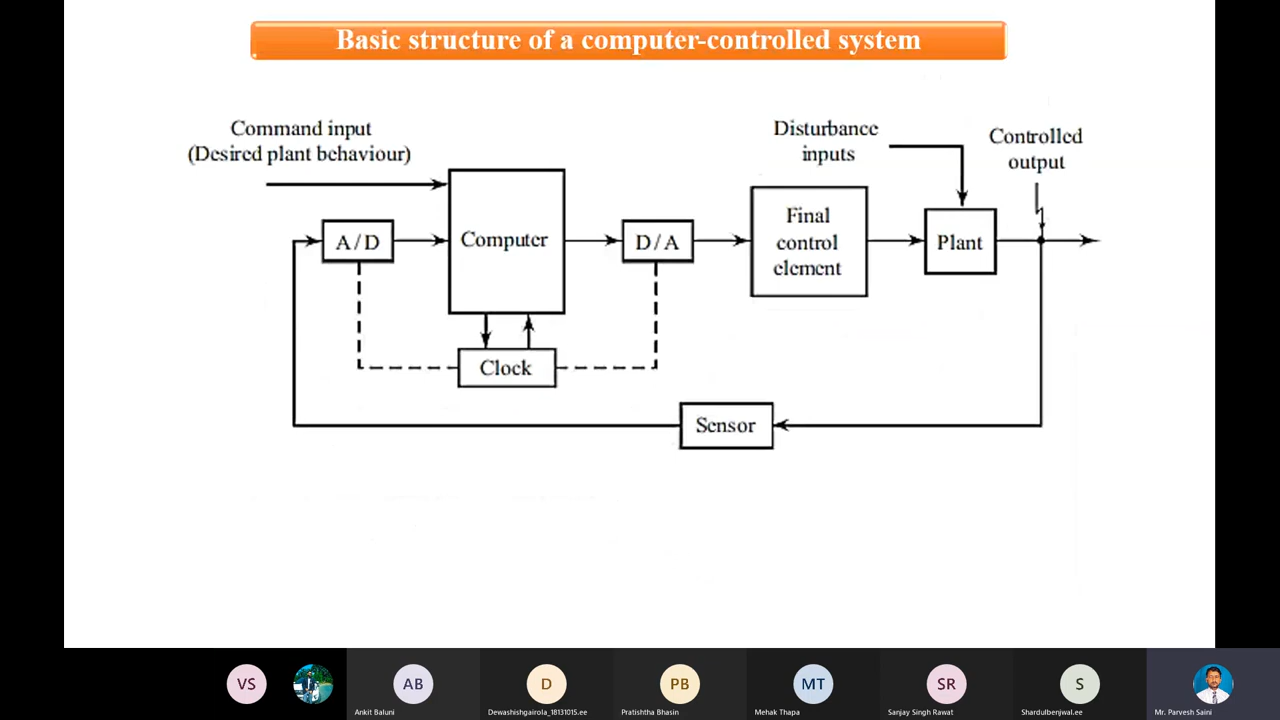 Basic structure of a computer-controlled system
Command input
(Desired plant behaviour)
Disturbance
inputs
Controlled
output
A/D
Computer
D/A
Final
control
element
Plant
Clock
Sensor
VS
AB
D
PB
MT
SR
S
Ankit Baluni
Dewashishgairola_18131015.ee
Pratishtha Bhasin
Mehak Thapa
Sanjay Singh Rawat
Shardulbenjwal.ee
Mr. Parvesh Saini